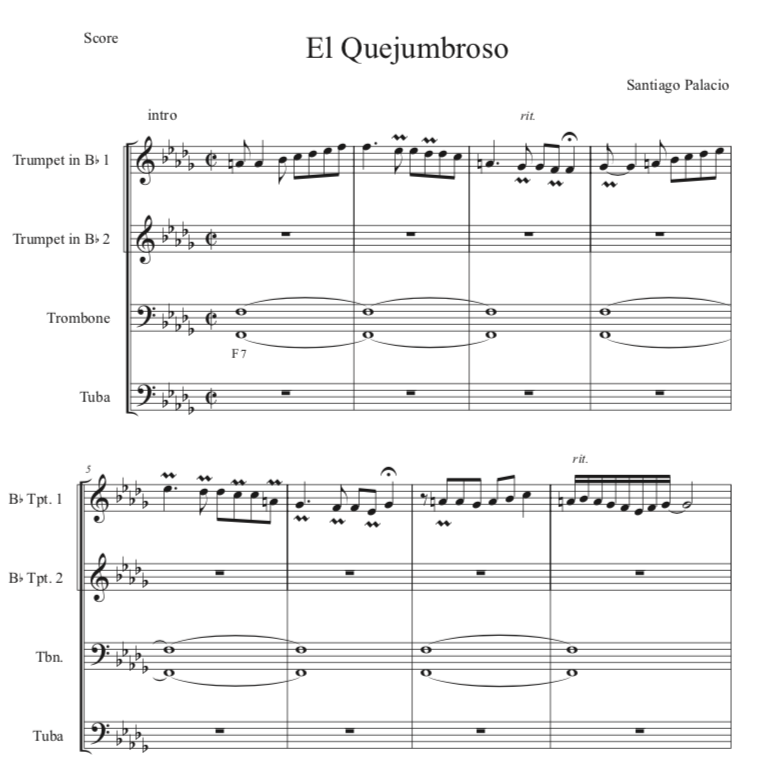 Score
El Quejumbroso
Santiago Palacio
intro
rit.
Trumpet in B♭ 1
Trumpet in B♭ 2
Trombone
F7
Tuba
5
rit.
B♭ Tpt. 1
B♭ Tpt. 2
Tbn.
Tuba